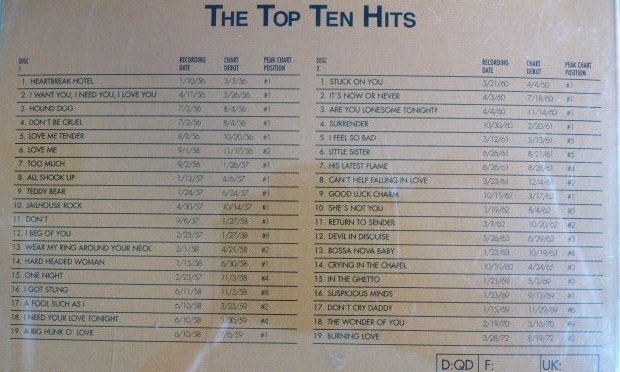 THE TOP TEN HITS
DISC 1 RECORDING DATE CHART DEBUT PEAK CHART POSITION
1. HEARTBREAK HOTEL 1/10/56 3/3/56 #1
2. I WANT YOU, I NEED YOU, I LOVE YOU 4/11/56 5/26/56 #1
3. HOUND DOG 7/2/56 8/4/56 #1
4. DON'T BE CRUEL 7/2/56 8/4/56 #1
5. LOVE ME TENDER 8/56 10/20/56 #1
6. LOVE ME 9/1/56 11/17/56 #2
7. TOO MUCH 9/2/56 1/26/57 #1
8. ALL SHOOK UP 1/12/57 4/6/57 #1
9. TEDDY BEAR 1/24/57 6/24/57 #1
10. JAILHOUSE ROCK 4/30/57 10/14/57 #1
11. DON'T 9/6/57 1/27/58 #1
12. I BEG OF YOU 2/23/57 1/27/58 #8
13. WEAR MY RING AROUND YOUR NECK 2/1/58 4/21/58 #2
14. HARD HEADED WOMAN 1/15/58 6/30/58 #1
15. ONE NIGHT 2/23/57 11/3/58 #4
16. I GOT STUNG 6/11/58 11/3/58 #8
17. A FOOL SUCH AS I 6/10/58 3/23/59 #2
18. I NEED YOUR LOVE TONIGHT 6/10/58 3/30/59 #4
19. A BIG HUNK O' LOVE 6/10/58 #1
DISC 2 RECORDING DATE CHART DEBUT PEAK CHART POSITION
1. STUCK ON YOU 3/21/60 4/4/60 #1
2. IT'S NOW OR NEVER 4/3/60 7/18/60 #1
3. ARE YOU LONESOME TONIGHT? 4/4/60 11/14/60 #1
4. SURRENDER 10/30/60 2/20/61 #1
5. I FEEL SO BAD 3/12/61 5/15/61 #5
6. LITTLE SISTER 6/26/61 8/21/61 #5
7. HIS LATEST FLAME 6/26/61 8/28/61 #4
8. CAN'T HELP FALLING IN LOVE 3/23/61 12/4/61
9. GOOD LUCK CHARM 10/15/61 3/17/62 #1
10. SHE'S NOT YOU 3/19/62 8/4/62 #5
11. RETURN TO SENDER 10/20/62 #2
12. DEVIL IN DISGUISE 5/26/63 6/29/63 #3
13. BOSSA NOVA BABY 1/22/63 10/19/63 #8
14. CRYING IN THE CHAPEL 10/31/60 4/24/65 #3
15. IN THE GHETTO 1/21/69 5/3/69 #3
16. SUSPICIOUS MINDS 1/23/69 9/13/69 #1
17. DON'T CRY DADDY 1/15/69 11/29/69 #6
18. THE WONDER OF YOU 2/19/70 5/16/70 #9
19. BURNING LOVE 3/28/72 8/19/72 #2
D:QD F: UK: